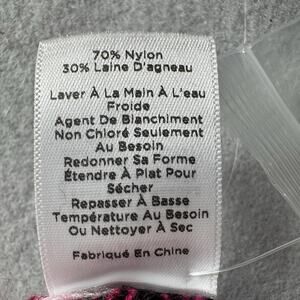 70% Nylon
30% Laine D'agneau
Laver À La Main À L'eau
Froide
Agent De Blanchiment
Non Chloré Seulement
Au Besoin
Redonner Sa Forme
Étendre À Plat Pour
Sécher
Repasser À Basse
Température Au Besoin
Ou Nettoyer À Sec
Fabriqué En Chine